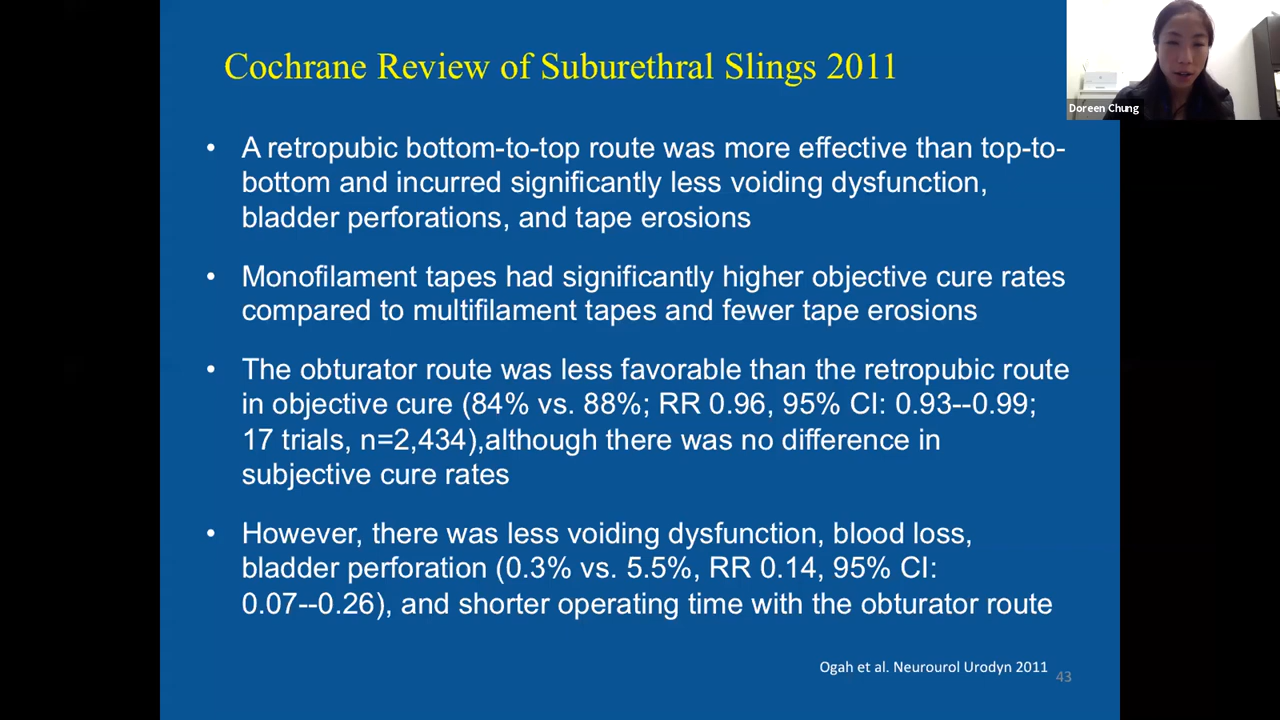 Cochrane Review of Suburethral Slings 2011
Doreen Chung
• A retropubic bottom-to-top route was more effective than top-to-
bottom and incurred significantly less voiding dysfunction,
bladder perforations, and tape erosions
• Monofilament tapes had significantly higher objective cure rates
compared to multifilament tapes and fewer tape erosions
• The obturator route was less favorable than the retropubic route
in objective cure (84% vs. 88%; RR 0.96, 95% CI: 0.93--0.99;
17 trials, n=2,434),although there was no difference in
subjective cure rates
• However, there was less voiding dysfunction, blood loss,
bladder perforation (0.3% vs. 5.5%, RR 0.14, 95% CI:
0.07--0.26), and shorter operating time with the obturator route
Ogah et al. Neurourol Urodyn 2011
43